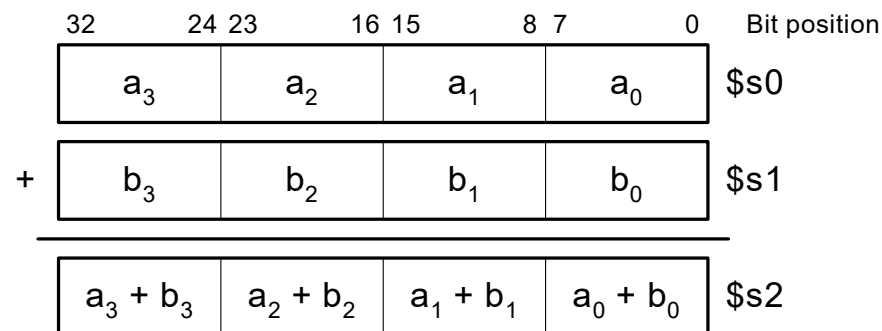 32 24 23 16 15 8 7 0 Bit position
a₃ a₂ a₁ a₀ $s0
+ b₃ b₂ b₁ b₀ $s1
a₃ + b₃ a₂ + b₂ a₁ + b₁ a₀ + b₀ $s2